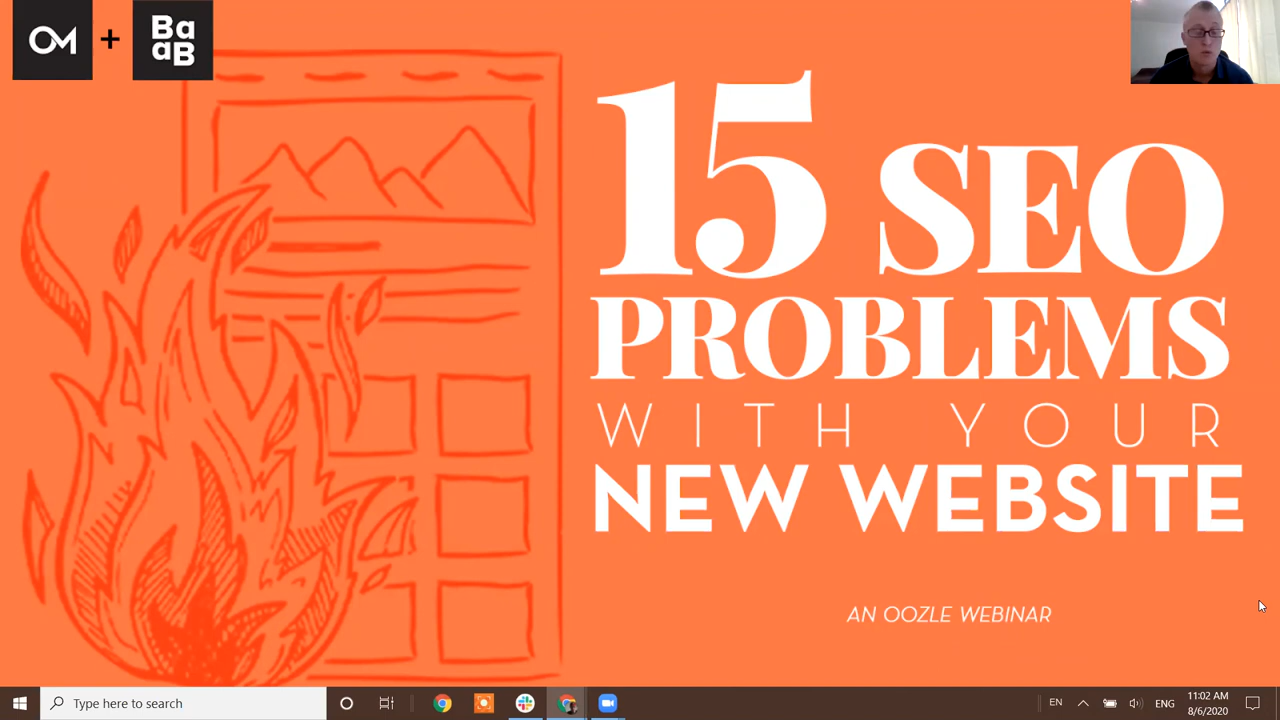 OM + Ba
aB
15 SEO
PROBLEMS
WITH YOUR
NEW WEBSITE
AN OOZLE WEBINAR
Type here to search
EN
ENG
11:02 AM
8/6/2020